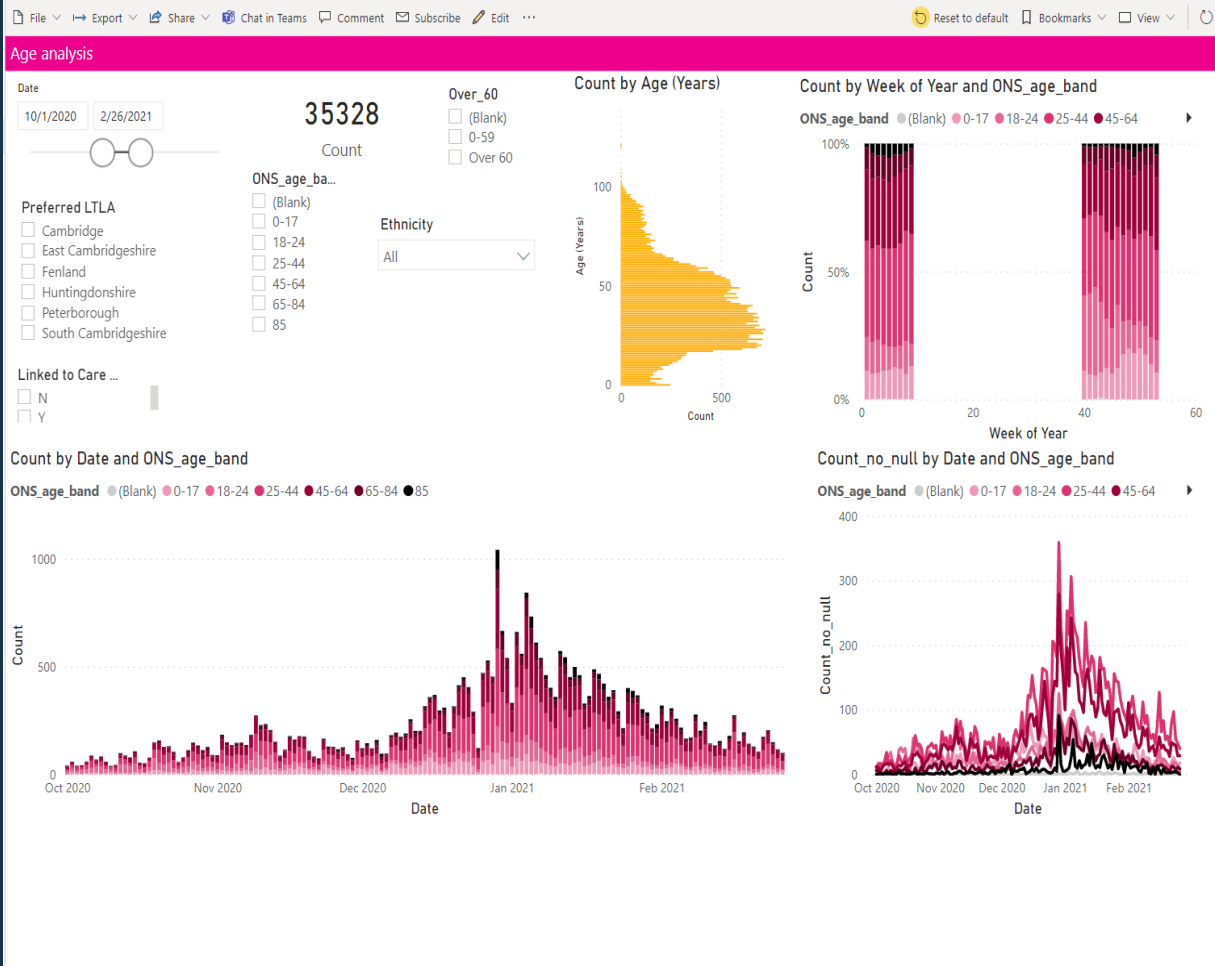 File Export Share Chat in Teams Comment Subscribe Edit ... Reset to default Bookmarks View
Age analysis
Date
10/1/2020 2/26/2021
35328
Count
Preferred LTLA
Cambridge
East Cambridgeshire
Fenland
Huntingdonshire
Peterborough
South Cambridgeshire
Linked to Care ...
N
Y
ONS_age_ba...
(Blank)
0-17
18-24
25-44
45-64
65-84
85
Over_60
(Blank)
0-59
Over 60
Ethnicity
All
Count by Age (Years)
Age (Years)
100
50
0
0 500
Count
Count by Week of Year and ONS_age_band
ONS_age_band (Blank) 0-17 18-24 25-44 45-64
Count
100%
50%
0%
0 20 40 60
Week of Year
Count by Date and ONS_age_band
ONS_age_band (Blank) 0-17 18-24 25-44 45-64 65-84 85
Count
1000
500
0
Oct 2020 Nov 2020 Dec 2020 Jan 2021 Feb 2021
Date
Count_no_null by Date and ONS_age_band
ONS_age_band (Blank) 0-17 18-24 25-44 45-64
Count_no_null
400
300
200
100
0
Oct 2020 Nov 2020 Dec 2020 Jan 2021 Feb 2021
Date